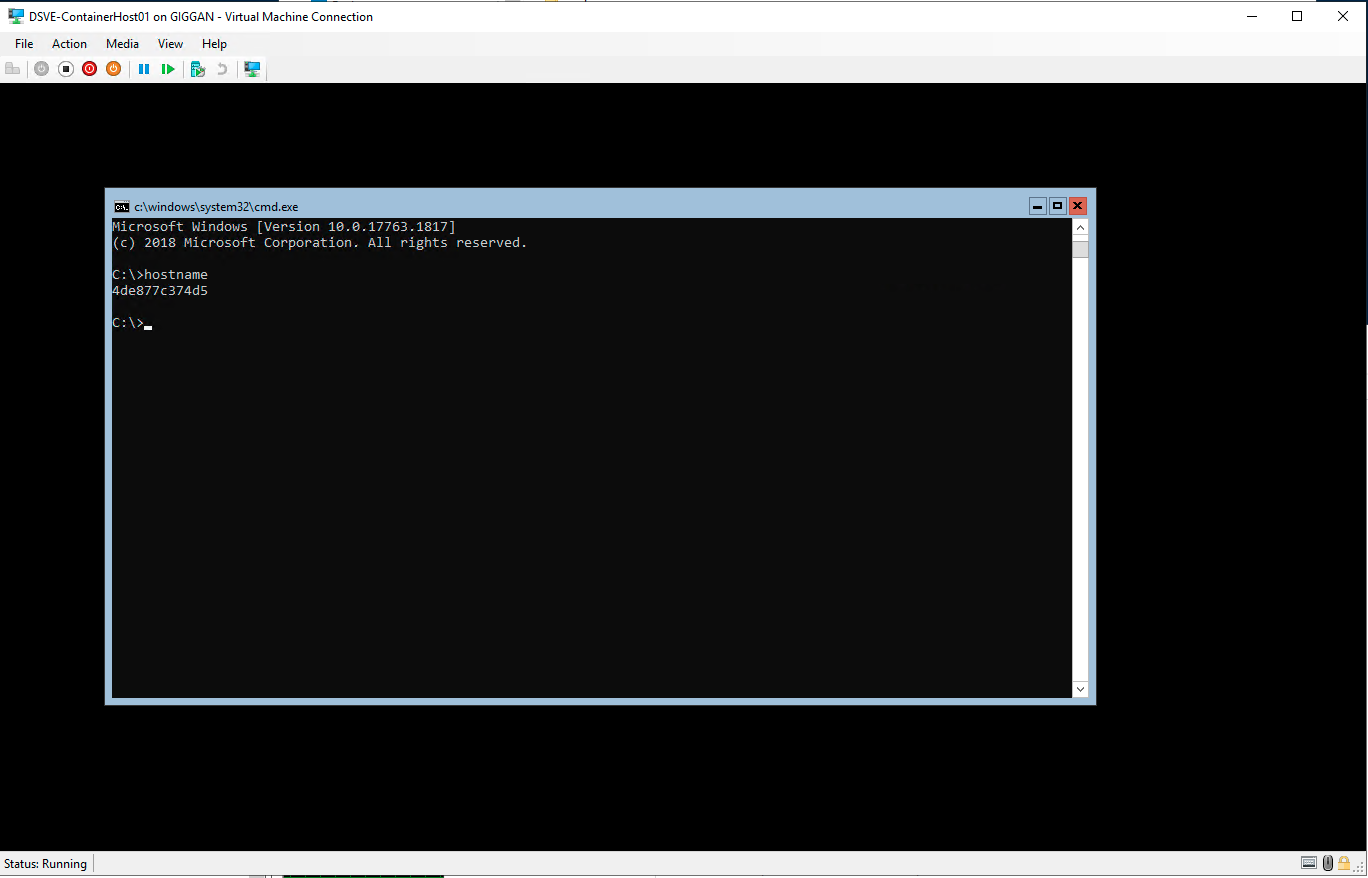 DSVE-ContainerHost01 on GIGGAN - Virtual Machine Connection
File Action Media View Help
c:\windows\system32\cmd.exe
Microsoft Windows [Version 10.0.17763.1817]
(c) 2018 Microsoft Corporation. All rights reserved.
C:\>hostname
4de877c374d5
C:\>
Status: Running